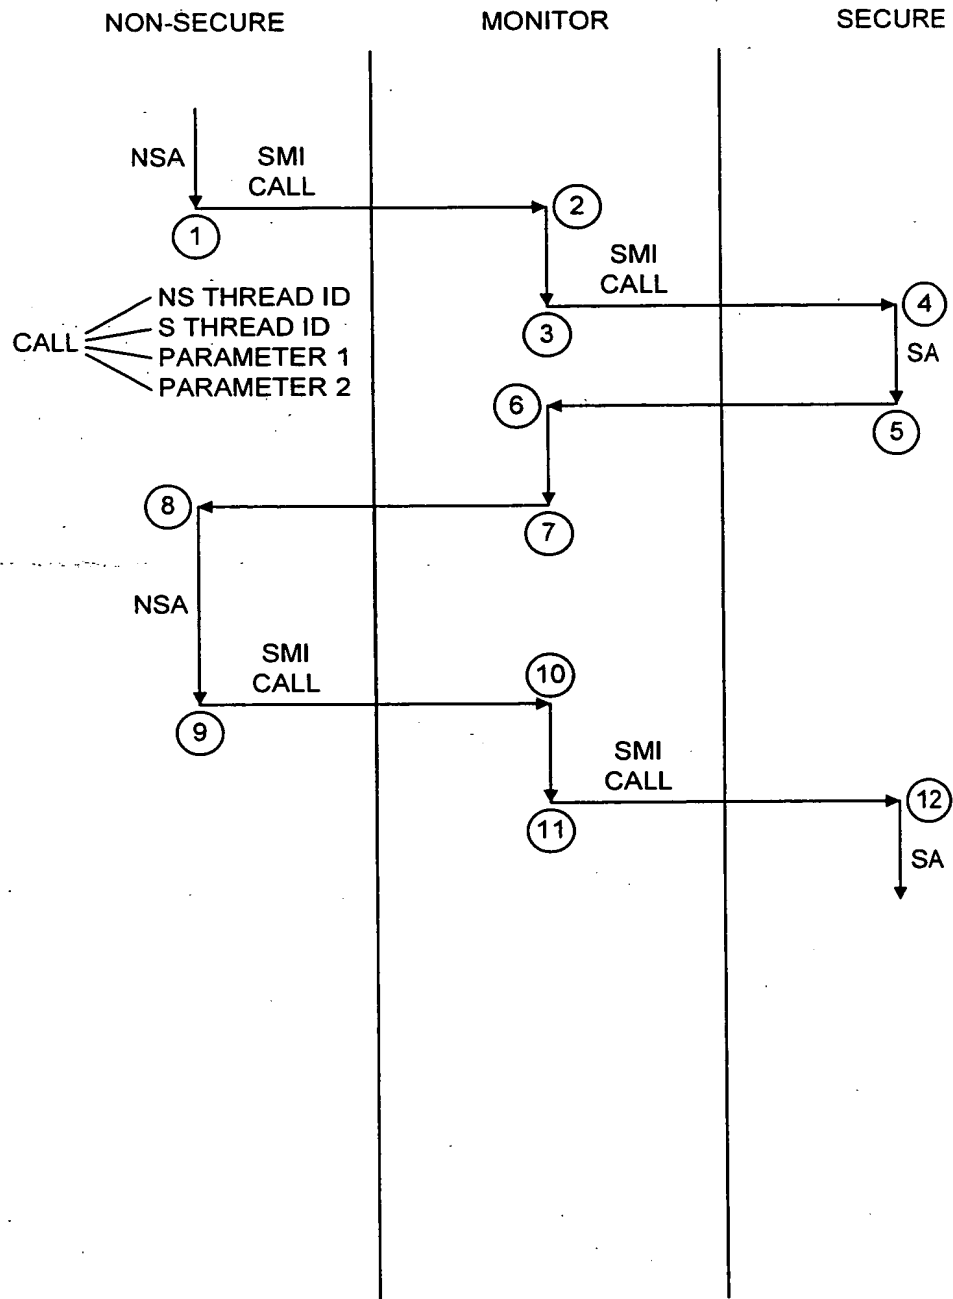 NON-SECURE
MONITOR
SECURE
NSA
SMI
CALL
1
2
SMI
CALL
3
4
CALL
NS THREAD ID
S THREAD ID
PARAMETER 1
PARAMETER 2
SA
5
6
7
8
NSA
SMI
CALL
9
10
SMI
CALL
11
12
SA